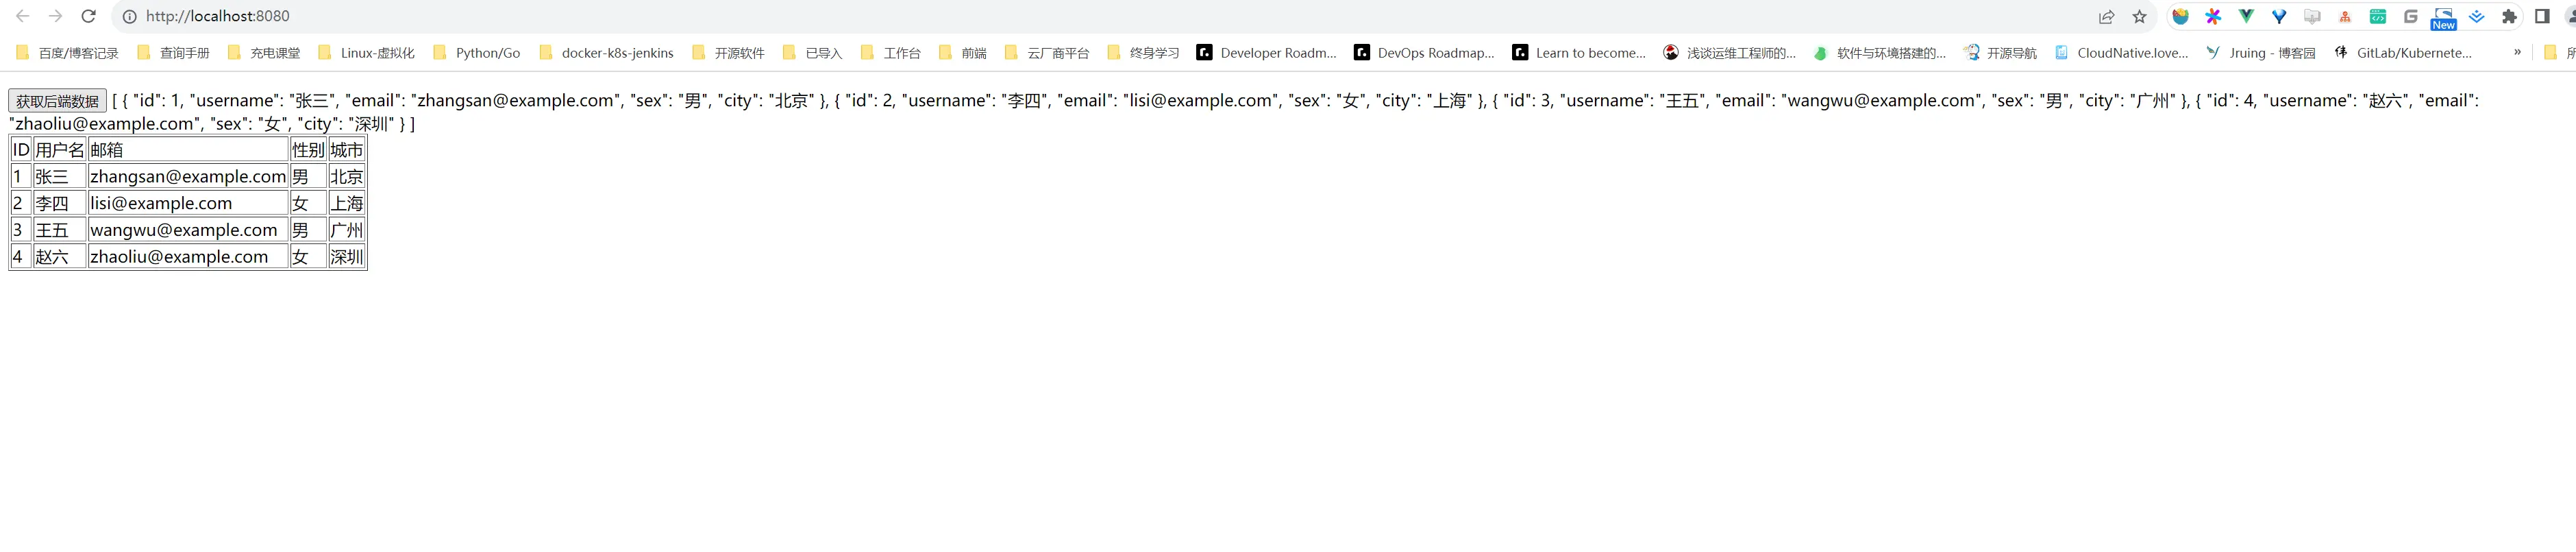 http://localhost:8080
New
百度/博客记录 查询手册 充电课堂 Linux-虚拟化 Python/Go docker-k8s-jenkins 开源软件 已导入 工作台 前端 云厂商平台 终身学习 Developer Roadm... DevOps Roadmap... Learn to become... 浅谈运维工程师的... 软件与环境搭建的... 开源导航 CloudNative.love... Jruing - 博客园 GitLab/Kubernete... »
获取后端数据 [ { "id": 1, "username": "张三", "email": "zhangsan@example.com", "sex": "男", "city": "北京" }, { "id": 2, "username": "李四", "email": "lisi@example.com", "sex": "女", "city": "上海" }, { "id": 3, "username": "王五", "email": "wangwu@example.com", "sex": "男", "city": "广州" }, { "id": 4, "username": "赵六", "email":
"zhaoliu@example.com", "sex": "女", "city": "深圳" } ]
ID 用户名 邮箱 性别 城市
1 张三 zhangsan@example.com 男 北京
2 李四 lisi@example.com 女 上海
3 王五 wangwu@example.com 男 广州
4 赵六 zhaoliu@example.com 女 深圳